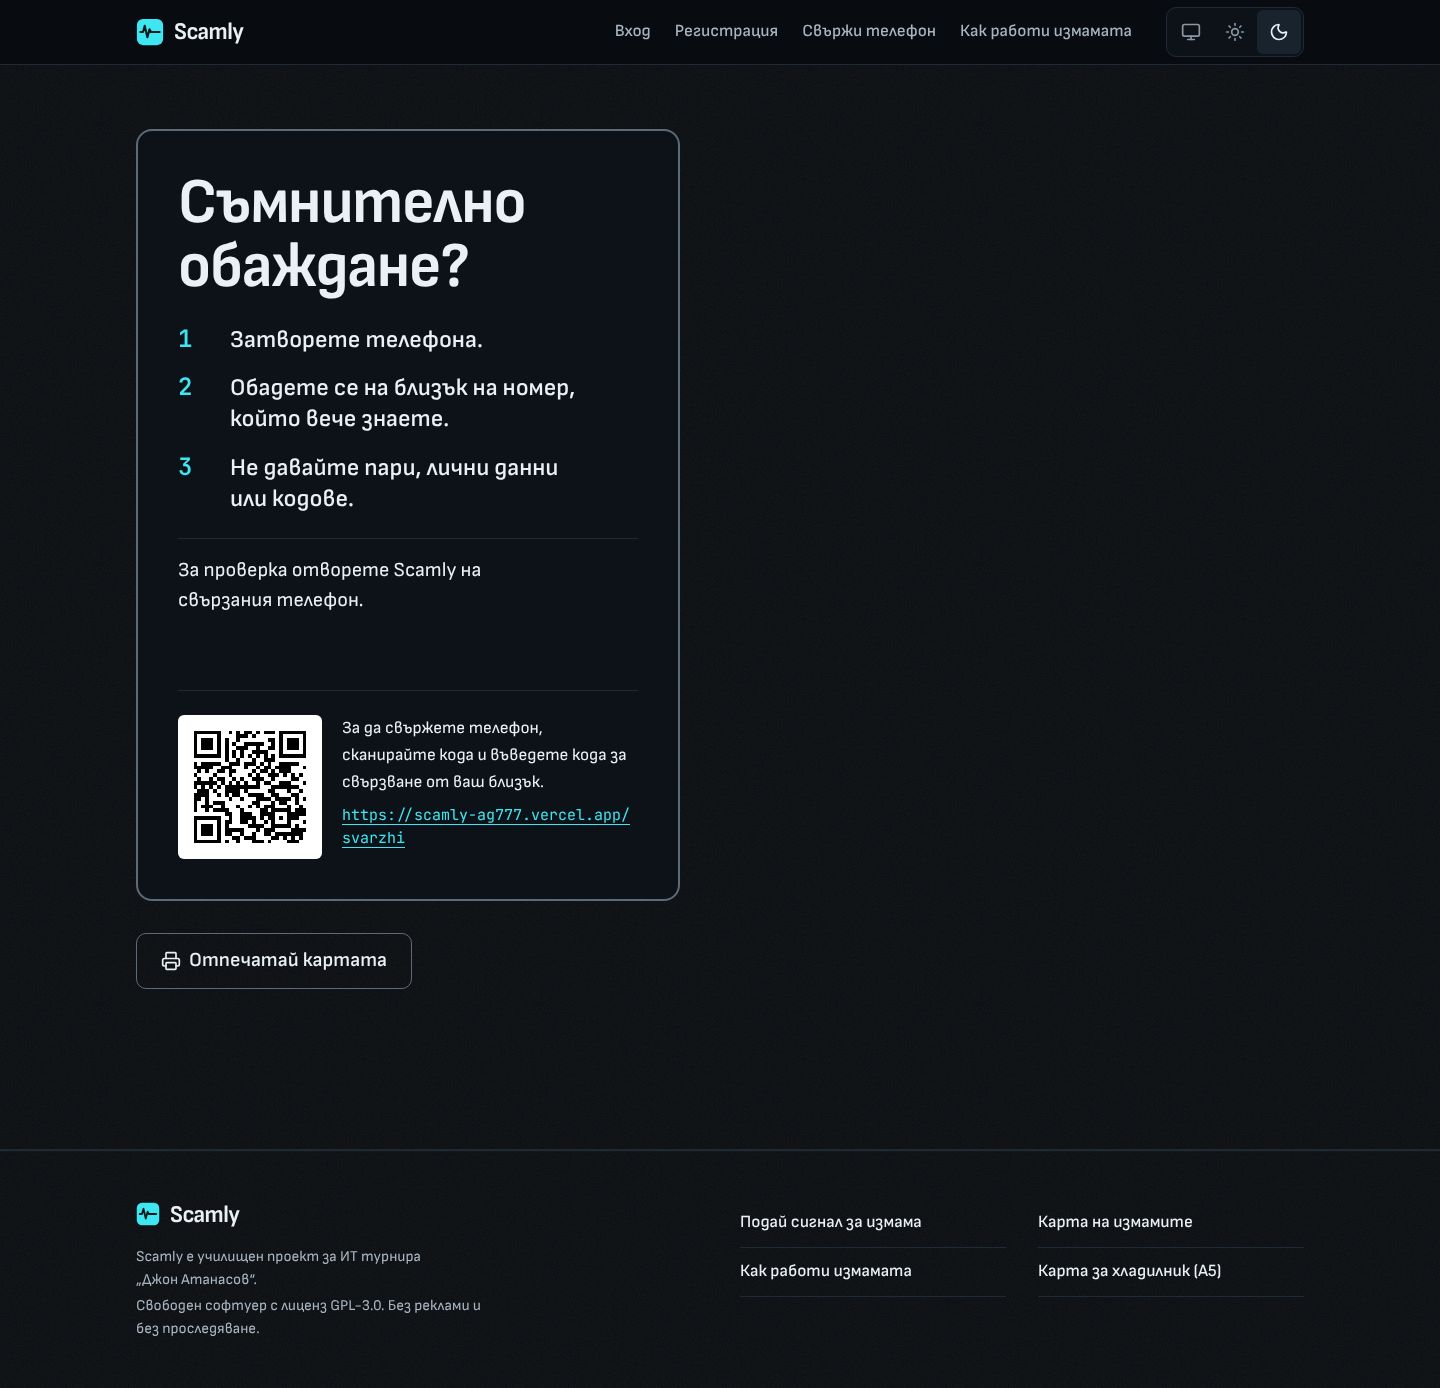 Scamly
Вход
Регистрация
Свържи телефон
Как работи измамата
Съмнително
обаждане?
1 Затворете телефона.
2 Обадете се на близък на номер,
който вече знаете.
3 Не давайте пари, лични данни
или кодове.
За проверка отворете Scamly на
свързания телефон.
За да свържете телефон,
сканирайте кода и въведете кода за
свързване от ваш близък.
https://scamly-ag777.vercel.app/
svarzhi
Отпечатай картата
Scamly
Scamly е училищен проект за ИТ турнира
„Джон Атанасов“.
Свободен софтуер с лиценз GPL-3.0. Без реклами и
без проследяване.
Подай сигнал за измама
Карта на измамите
Как работи измамата
Карта за хладилник (A5)